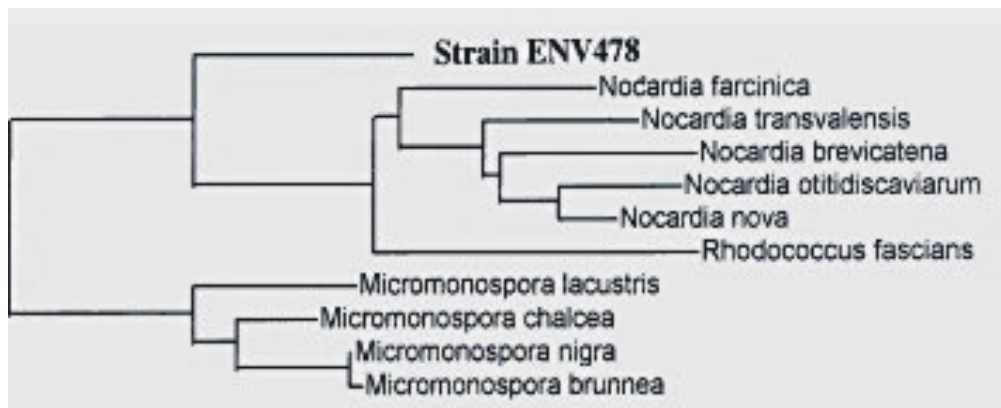 Strain ENV478
Nocardia farcinica
Nocardia transvalensis
Nocardia brevicatena
Nocardia otitidiscaviarum
Nocardia nova
Rhodococcus fascians
Micromonospora lacustris
Micromonospora chalcea
Micromonospora nigra
Micromonospora brunnea